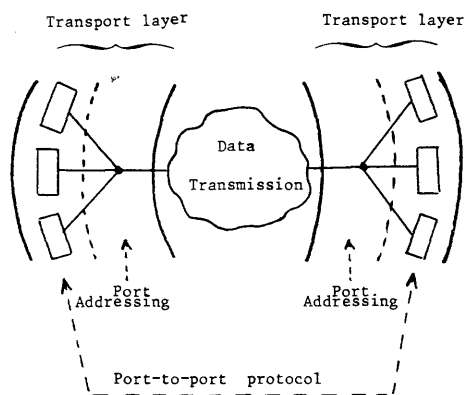 Transport layer
Transport layer
Data
Transmission
Port
Addressing
Port
Addressing
Port-to-port protocol